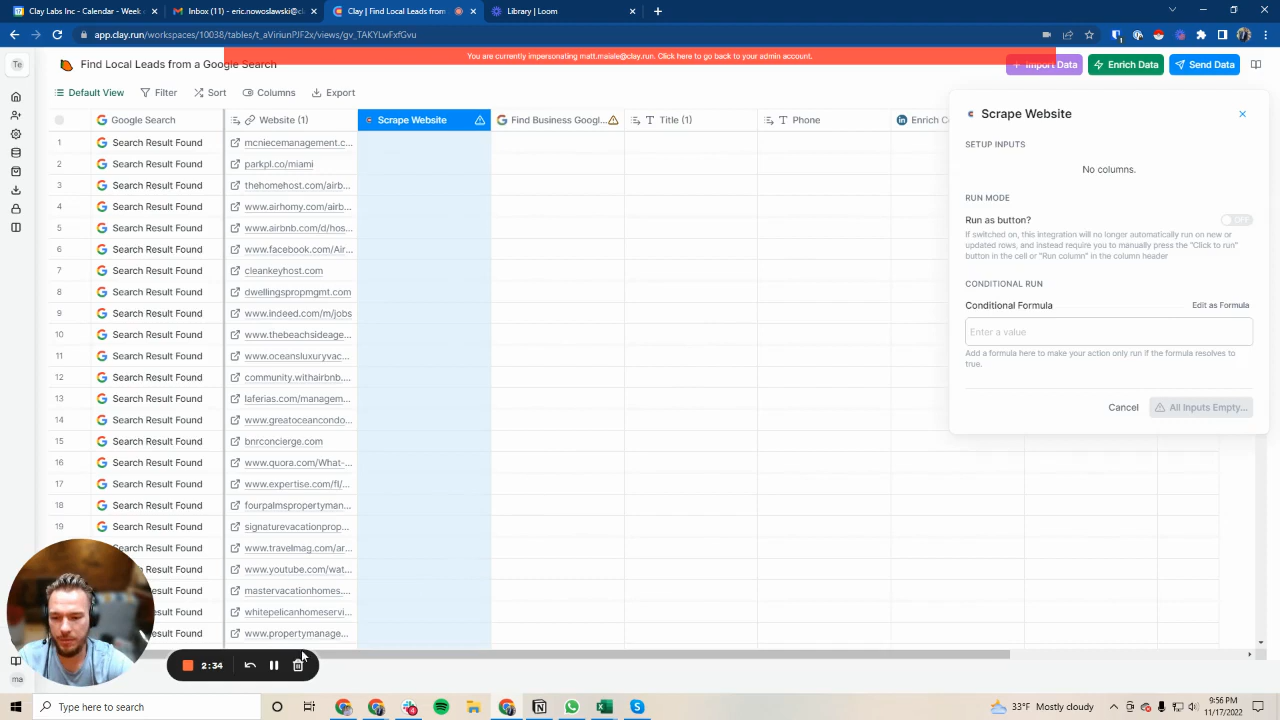 Clay Labs Inc - Calendar - Week
Inbox - eric.nowoslawski@
Clay | Local Leads from
Library | Loom
app.clay.run/workspaces/10038/tables/t_aViriunPJF2x/views/gv_TAKYLwFxfGvu
You are currently impersonating matt.maiale@clay.run. Click here to go back to your admin account.
Find Local Leads from a Google Search
Import Data
Enrich Data
Send Data
Default View
Filter
Sort
Columns
Export
Google Search
Website (1)
Scrape Website
Find Business Googl...
Title (1)
Phone
Enrich Co
1 Search Result Found mcniecemanagement.c...
2 Search Result Found parkpl.co/miami
3 Search Result Found thehomehost.com/airb...
4 Search Result Found www.airhomy.com/airb...
5 Search Result Found www.airbnb.com/d/hos...
6 Search Result Found www.facebook.com/Air...
7 Search Result Found cleankeyhost.com
8 Search Result Found dwellingspropmgmt.com
9 Search Result Found www.indeed.com/m/jobs
10 Search Result Found www.thebeachsideage...
11 Search Result Found www.oceansluxuryvac...
12 Search Result Found community.withairbnb....
13 Search Result Found laferias.com/managem...
14 Search Result Found www.greatoceancondo...
15 Search Result Found bnrconcierge.com
16 Search Result Found www.quora.com/What-...
17 Search Result Found www.expertise.com/fl/...
18 Search Result Found fourpalmspropertyman...
19 Search Result Found signaturevacationprop...
Search Result Found www.travelmag.com/ar...
Search Result Found www.youtube.com/wat...
Search Result Found mastervacationhomes....
Search Result Found whitepelicanhomeservi...
Search Result Found www.propertymanage...
Scrape Website
SETUP INPUTS
No columns.
RUN MODE
Run as button?
OFF
If switched on, this integration will no longer automatically run on new or
updated rows, and instead require you to manually press the "Click to run"
button in the cell or "Run column" in the column header
CONDITIONAL RUN
Conditional Formula
Edit as Formula
Enter a value
Add a formula here to make your action only run if the formula resolves to
true.
Cancel
All Inputs Empty...
2:34
ma
Type here to search
4
33°F Mostly cloudy
9:56 PM
11/17/2022